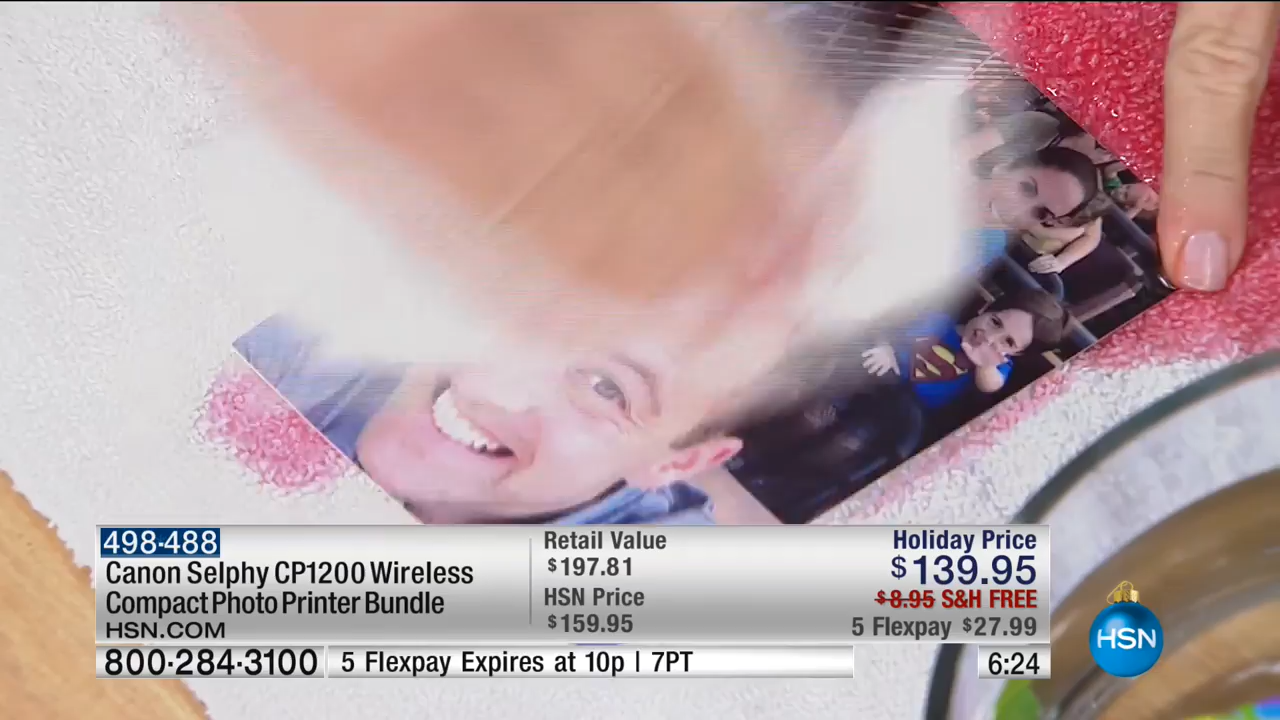 498-488
Canon Selphy CP1200 Wireless
Compact Photo Printer Bundle
HSN.COM
Retail Value
$197.81
HSN Price
$159.95
Holiday Price
$139.95
$8.95 S&H FREE
5 Flexpay $27.99
800-284-3100
5 Flexpay Expires at 10p | 7PT
6:24
HSN